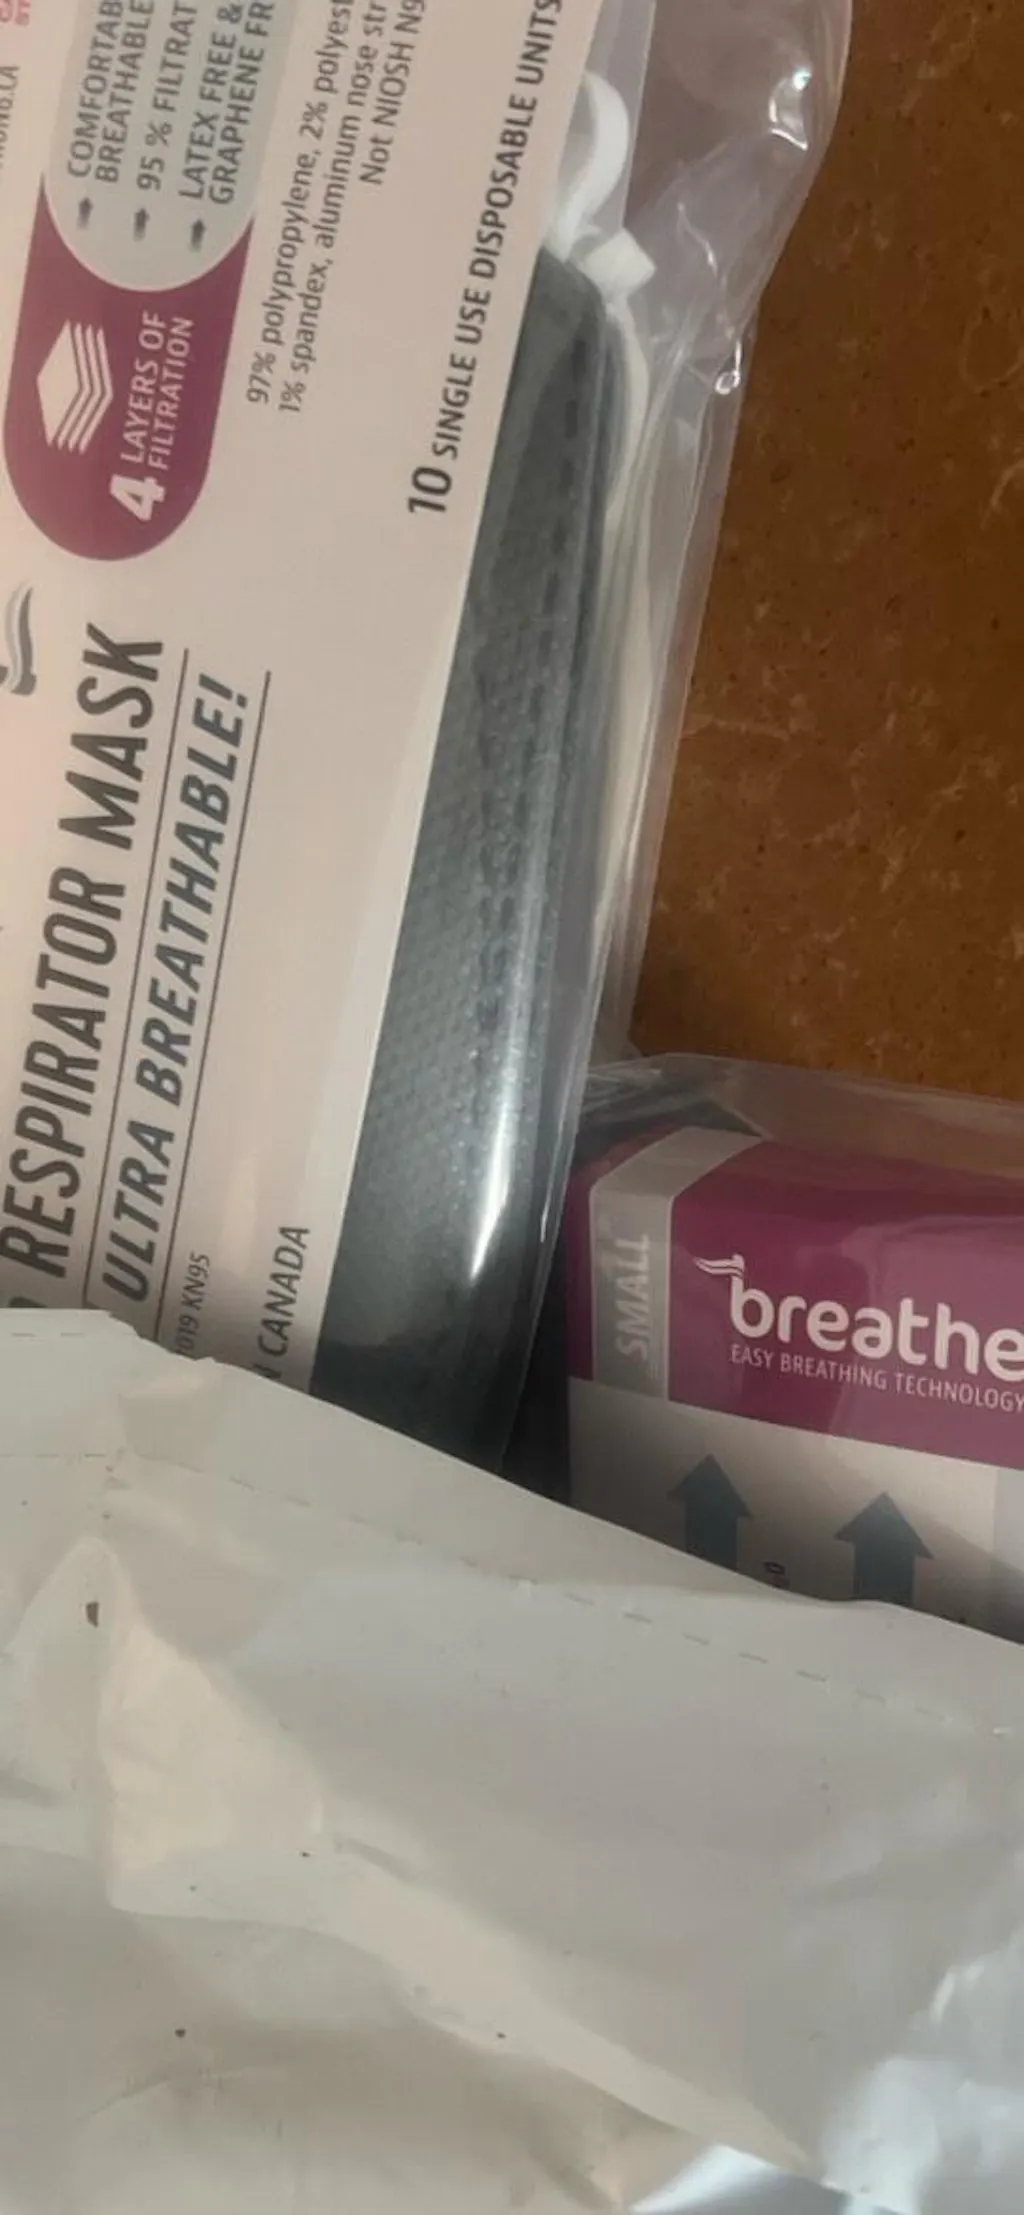 COMFORTAB
BREATHABLE
95 % FILTRAT
LATEX FREE &
GRAPHENE FR
4 LAYERS OF
FILTRATION
97% polypropylene, 2% polyest
1% spandex, aluminum nose str
Not NIOSH N9
10 SINGLE USE DISPOSABLE UNITS
RESPIRATOR MASK
ULTRA BREATHABLE!
2019 KN95
CANADA
SMALL
breathe
EASY BREATHING TECHNOLOGY